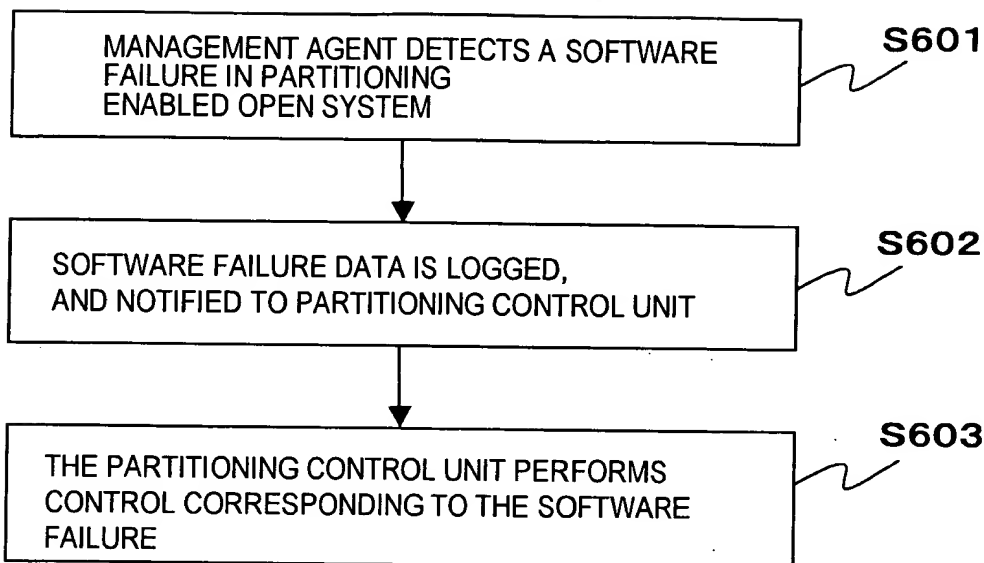 MANAGEMENT AGENT DETECTS A SOFTWARE
FAILURE IN PARTITIONING
ENABLED OPEN SYSTEM
S601
SOFTWARE FAILURE DATA IS LOGGED,
AND NOTIFIED TO PARTITIONING CONTROL UNIT
S602
THE PARTITIONING CONTROL UNIT PERFORMS
CONTROL CORRESPONDING TO THE SOFTWARE
FAILURE
S603